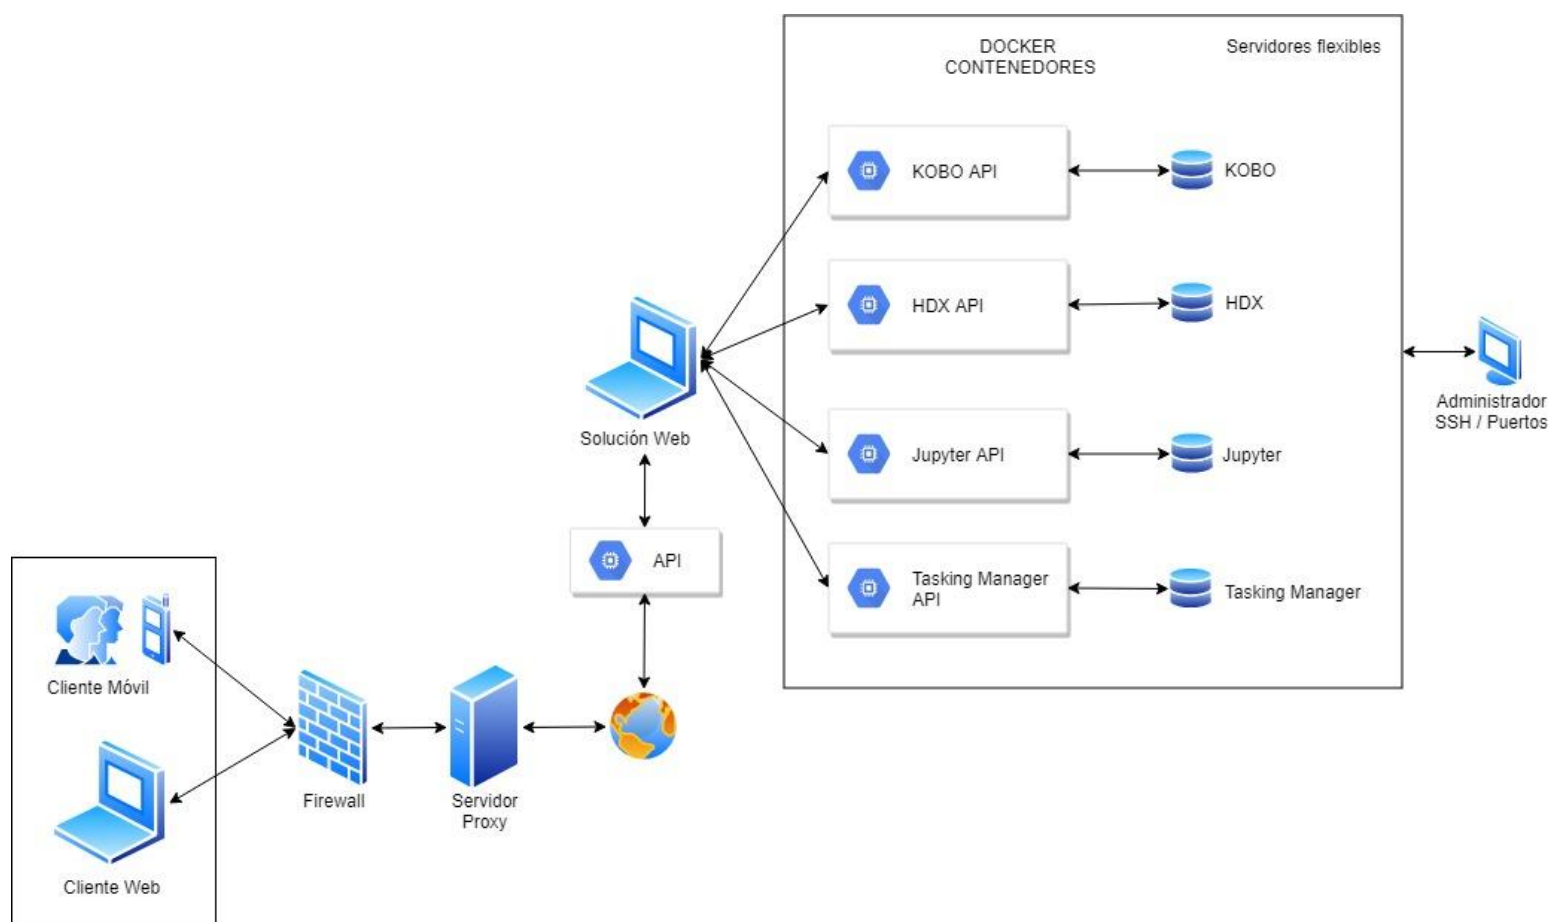 DOCKER
CONTENEDORES
Servidores flexibles
KOBO API
KOBO
HDX API
HDX
Administrador
SSH / Puertos
Solución Web
Jupyter API
Jupyter
API
Tasking Manager
API
Tasking Manager
Cliente Móvil
Firewall
Servidor
Proxy
Cliente Web